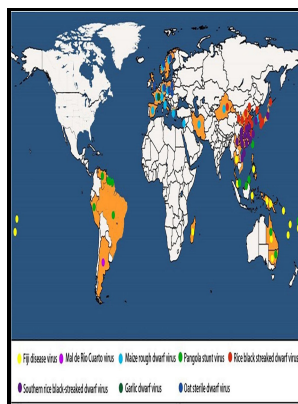 Fiji disease virus Mal de Río Cuarto virus Maize rough dwarf virus Pangola stunt virus Rice black streaked dwarf virus
Southern rice black-streaked dwarf virus Garlic dwarf virus Oat sterile dwarf virus